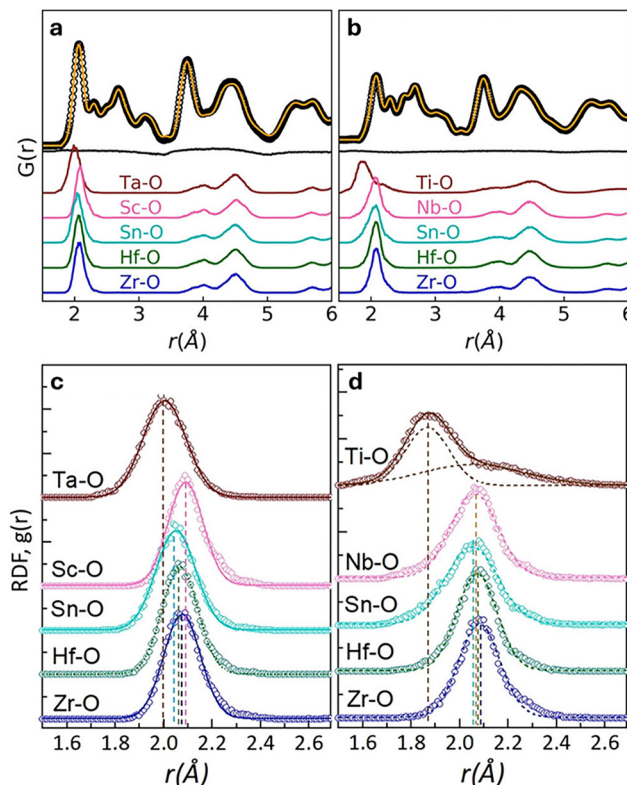 a
b
G(r)
Ta-O
Sc-O
Sn-O
Hf-O
Zr-O
Ti-O
Nb-O
Sn-O
Hf-O
Zr-O
2 3 4 5 6
2 3 4 5 6
r(Å)
r(Å)
c
d
RDF, g(r)
Ta-O
Sc-O
Sn-O
Hf-O
Zr-O
Ti-O
Nb-O
Sn-O
Hf-O
Zr-O
1.6 1.8 2.0 2.2 2.4 2.6
1.6 1.8 2.0 2.2 2.4 2.6
r(Å)
r(Å)